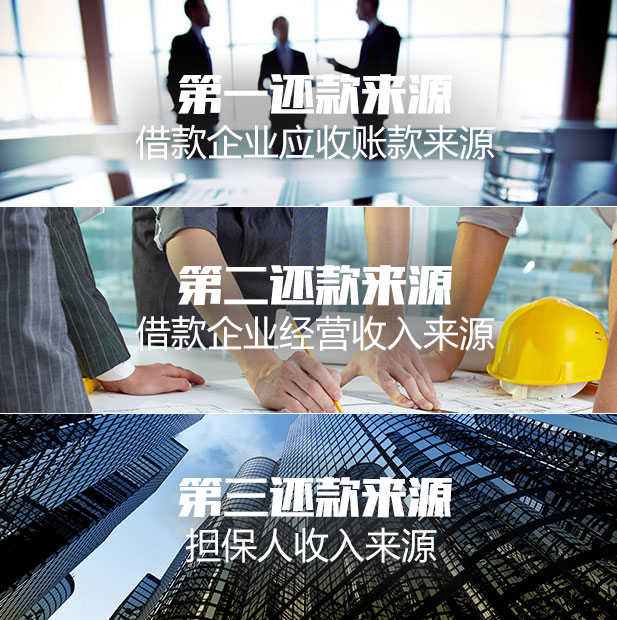 第一还款来源
借款企业应收账款来源
第二还款来源
借款企业经营收入来源
第三还款来源
担保人收入来源